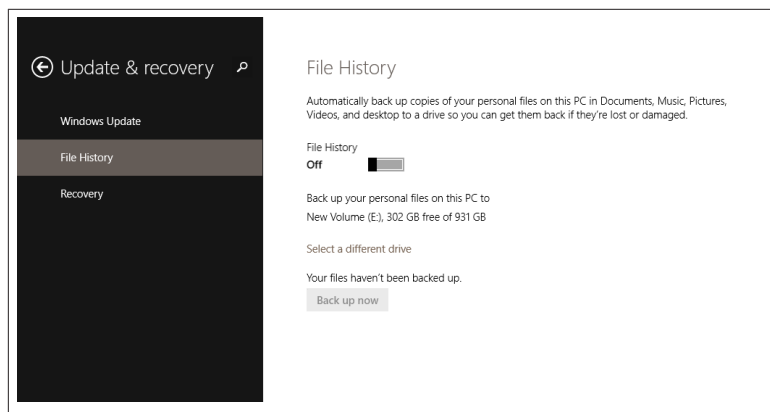 Update & recovery
Windows Update
File History
Recovery
File History
Automatically back up copies of your personal files on this PC in Documents, Music, Pictures,
Videos, and desktop to a drive so you can get them back if they're lost or damaged.
File History
Off
Back up your personal files on this PC to
New Volume (E:), 302 GB free of 931 GB
Select a different drive
Your files haven't been backed up.
Back up now